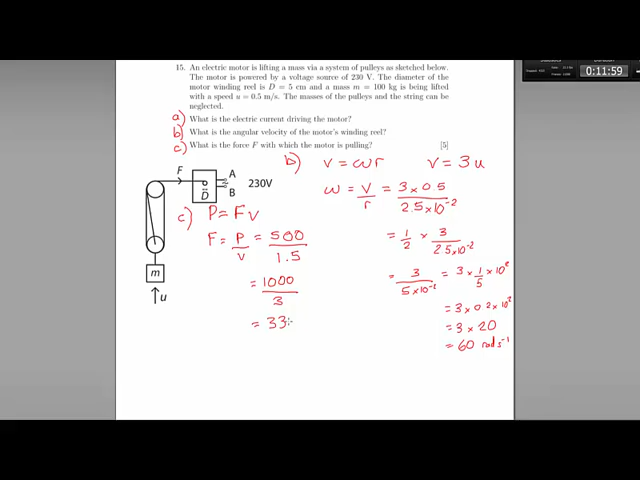 11:59
15. An electric motor is lifting a mass via a system of pulleys as sketched below.
The motor is powered by a voltage source of 230 V. The diameter of the
motor winding reel is D = 5 cm and a mass m = 100 kg is being lifted
with a speed u = 0.5 m/s. The masses of the pulleys and the string can be
neglected.
a) What is the electric current driving the motor?
b) What is the angular velocity of the motor's winding reel?
c) What is the force F with which the motor is pulling? [5]
b) v = ωr v = 3u
F
D
A
B
≈
230V
m
u
ω = v/r = 3 × 0.5 / 2.5×10⁻²
= 1/2 × 3 / 2.5×10⁻²
= 3 / 5×10⁻² = 3 × 1/5 × 10²
= 3 × 0.2 × 10²
= 3 × 20
= 60 rad s⁻¹
c) P = Fv
F = P/v = 500 / 1.5
= 1000 / 3
= 33